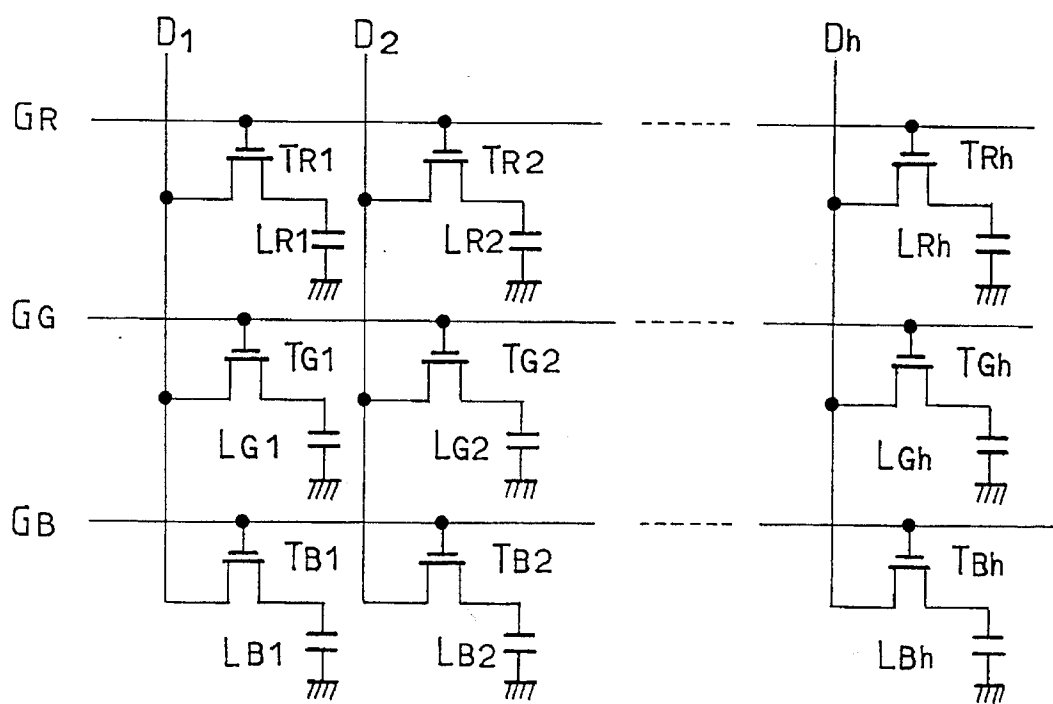 D1 D2 Dh
GR
TR1 TR2 TRh
LR1 LR2 LRh
GG
TG1 TG2 TGh
LG1 LG2 LGh
GB
TB1 TB2 TBh
LB1 LB2 LBh